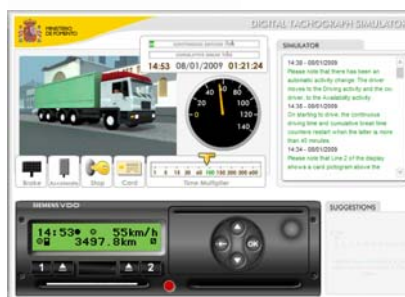 MINISTERIO
DE FOMENTO
DIGITAL TACHOGRAPH SIMULATOR
14:53 08/01/2009 01:21:24
0 20 40 60 80 100 120 140
Brake
Accelerate
Stop
Card
Time Multiplier
SIMULATOR
14:38 - 08/01/2009
Please note that there has been an
automatic activity change. The driver
moves to the Driving activity and the co-
driver, to the Availability activity.
14:38 - 08/01/2009
On starting to drive, the continuous
driving time and cumulative break time
counters restart when the latter is more
than 45 minutes.
14:34 - 08/01/2009
Please note that Line 2 of the display
shows a card pictogram above the
SUGGESTIONS
SIEMENS VDO
14:53 55km/h
3497.8km
1
2
OK